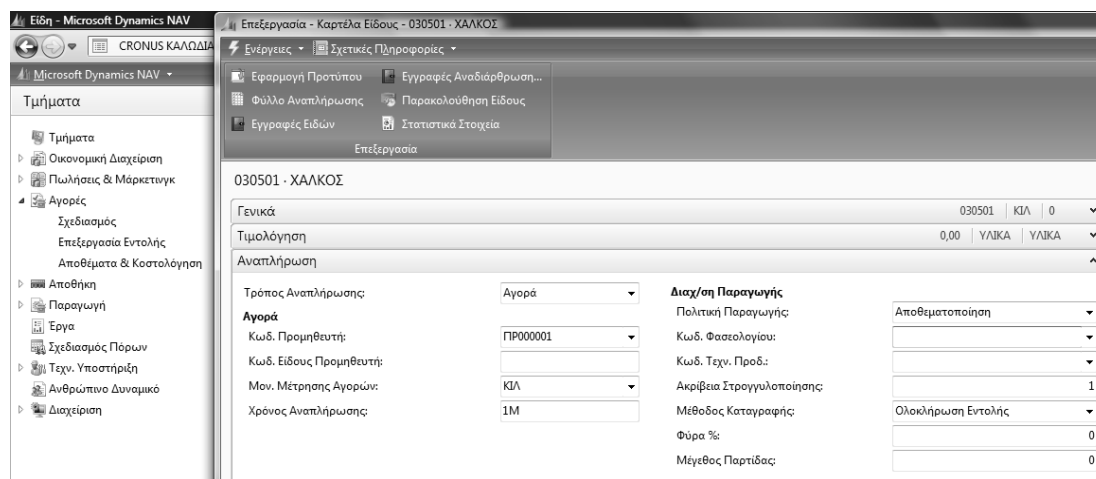 Είδη - Microsoft Dynamics NAV
CRONUS ΚΑΛΩΔΙΑ
Microsoft Dynamics NAV
Τμήματα
Τμήματα
Οικονομική Διαχείριση
Πωλήσεις & Μάρκετινγκ
Αγορές
Σχεδιασμός
Επεξεργασία Εντολής
Αποθέματα & Κοστολόγηση
Αποθήκη
Παραγωγή
Έργα
Σχεδιασμός Πόρων
Τεχν. Υποστήριξη
Ανθρώπινο Δυναμικό
Διαχείριση
Επεξεργασία - Καρτέλα Είδους - 030501 · ΧΑΛΚΟΣ
Ενέργειες Σχετικές Πληροφορίες
Εφαρμογή Προτύπου Εγγραφές Αναδιάρθρωση...
Φύλλο Αναπλήρωσης Παρακολούθηση Είδους
Εγγραφές Ειδών Στατιστικά Στοιχεία
Επεξεργασία
030501 · ΧΑΛΚΟΣ
Γενικά 030501 ΚΙΛ 0
Τιμολόγηση 0,00 ΥΛΙΚΑ ΥΛΙΚΑ
Αναπλήρωση
Τρόπος Αναπλήρωσης: Αγορά
Αγορά
Κωδ. Προμηθευτή: ΠΡ000001
Κωδ. Είδους Προμηθευτή:
Μον. Μέτρησης Αγορών: ΚΙΛ
Χρόνος Αναπλήρωσης: 1Μ
Διαχ/ση Παραγωγής
Πολιτική Παραγωγής: Αποθεματοποίηση
Κωδ. Φασεολογίου:
Κωδ. Τεχν. Προδ.:
Ακρίβεια Στρογγυλοποίησης: 1
Μέθοδος Καταγραφής: Ολοκλήρωση Εντολής
Φύρα %: 0
Μέγεθος Παρτίδας: 0